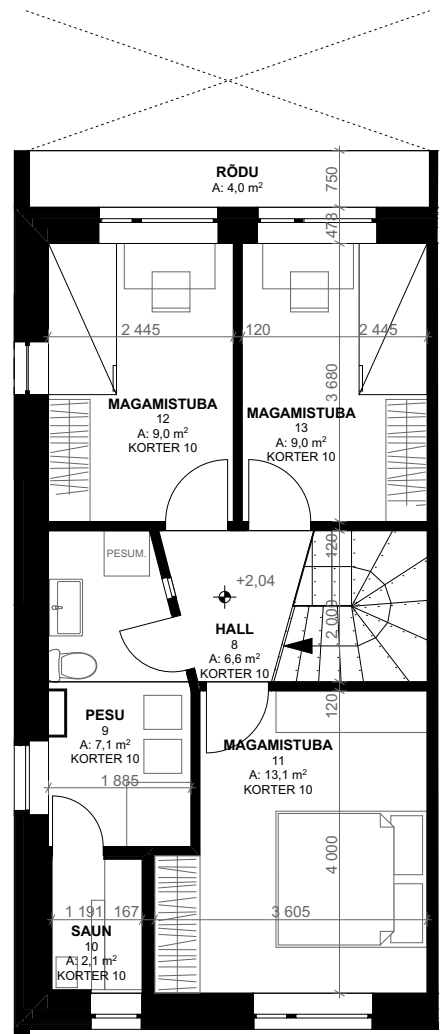 RÕDU
A: 4,0 m²
750
478
2 445
120
2 445
3 680
MAGAMISTUBA
12
A: 9,0 m²
KORTER 10
MAGAMISTUBA
13
A: 9,0 m²
KORTER 10
PESUM.
120
+2,04
2 009
HALL
8
A: 6,6 m²
KORTER 10
120
PESU
9
A: 7,1 m²
KORTER 10
1 885
MAGAMISTUBA
11
A: 13,1 m²
KORTER 10
4 000
1 191
167
3 605
SAUN
10
A: 2,1 m²
KORTER 10